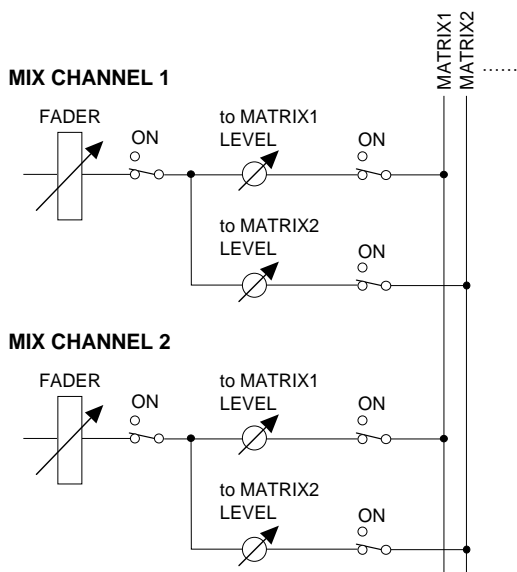 MATRIX1
MATRIX2
......
MIX CHANNEL 1
FADER
ON
to MATRIX1
LEVEL
ON
to MATRIX2
LEVEL
ON
MIX CHANNEL 2
FADER
ON
to MATRIX1
LEVEL
ON
to MATRIX2
LEVEL
ON